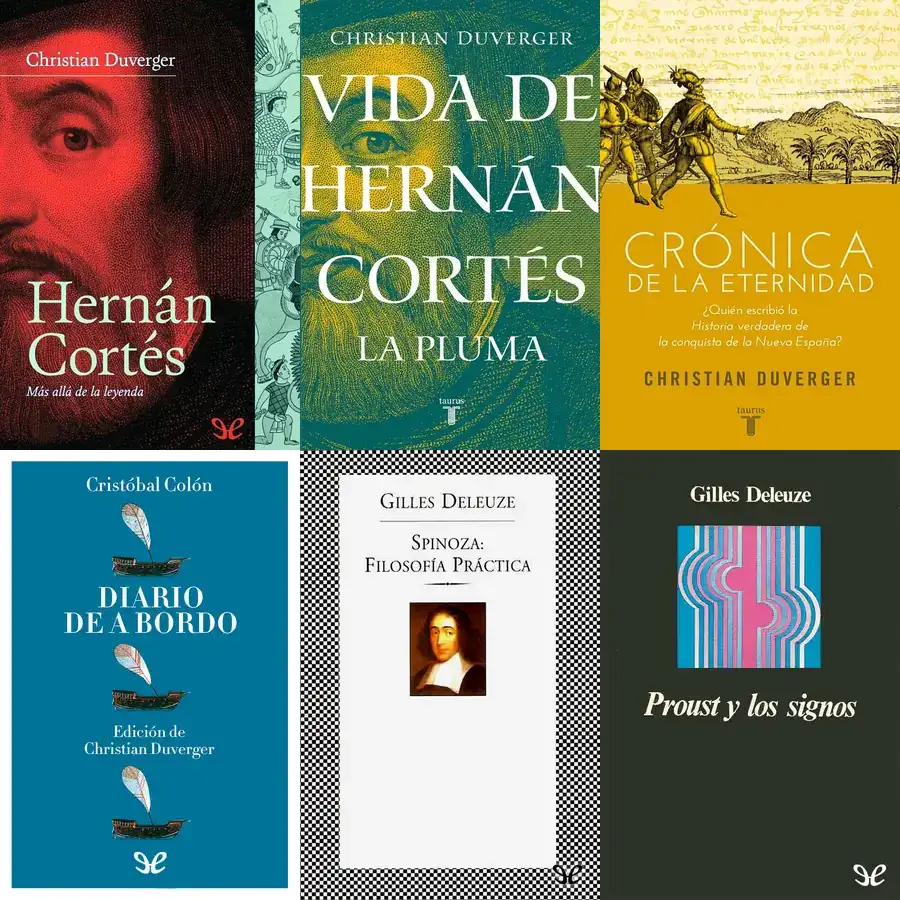 Christian Duverger
Hernán
Cortés
Más allá de la leyenda
CHRISTIAN DUVERGER
VIDA DE
HERNÁN
CORTÉS
LA PLUMA
taurus
CRÓNICA
DE LA ETERNIDAD
¿Quién escribió la
Historia verdadera de
la conquista de la Nueva España?
CHRISTIAN DUVERGER
taurus
Cristóbal Colón
DIARIO
DE A BORDO
Edición de
Christian Duverger
GILLES DELEUZE
SPINOZA:
FILOSOFÍA PRÁCTICA
Gilles Deleuze
Proust y los signos